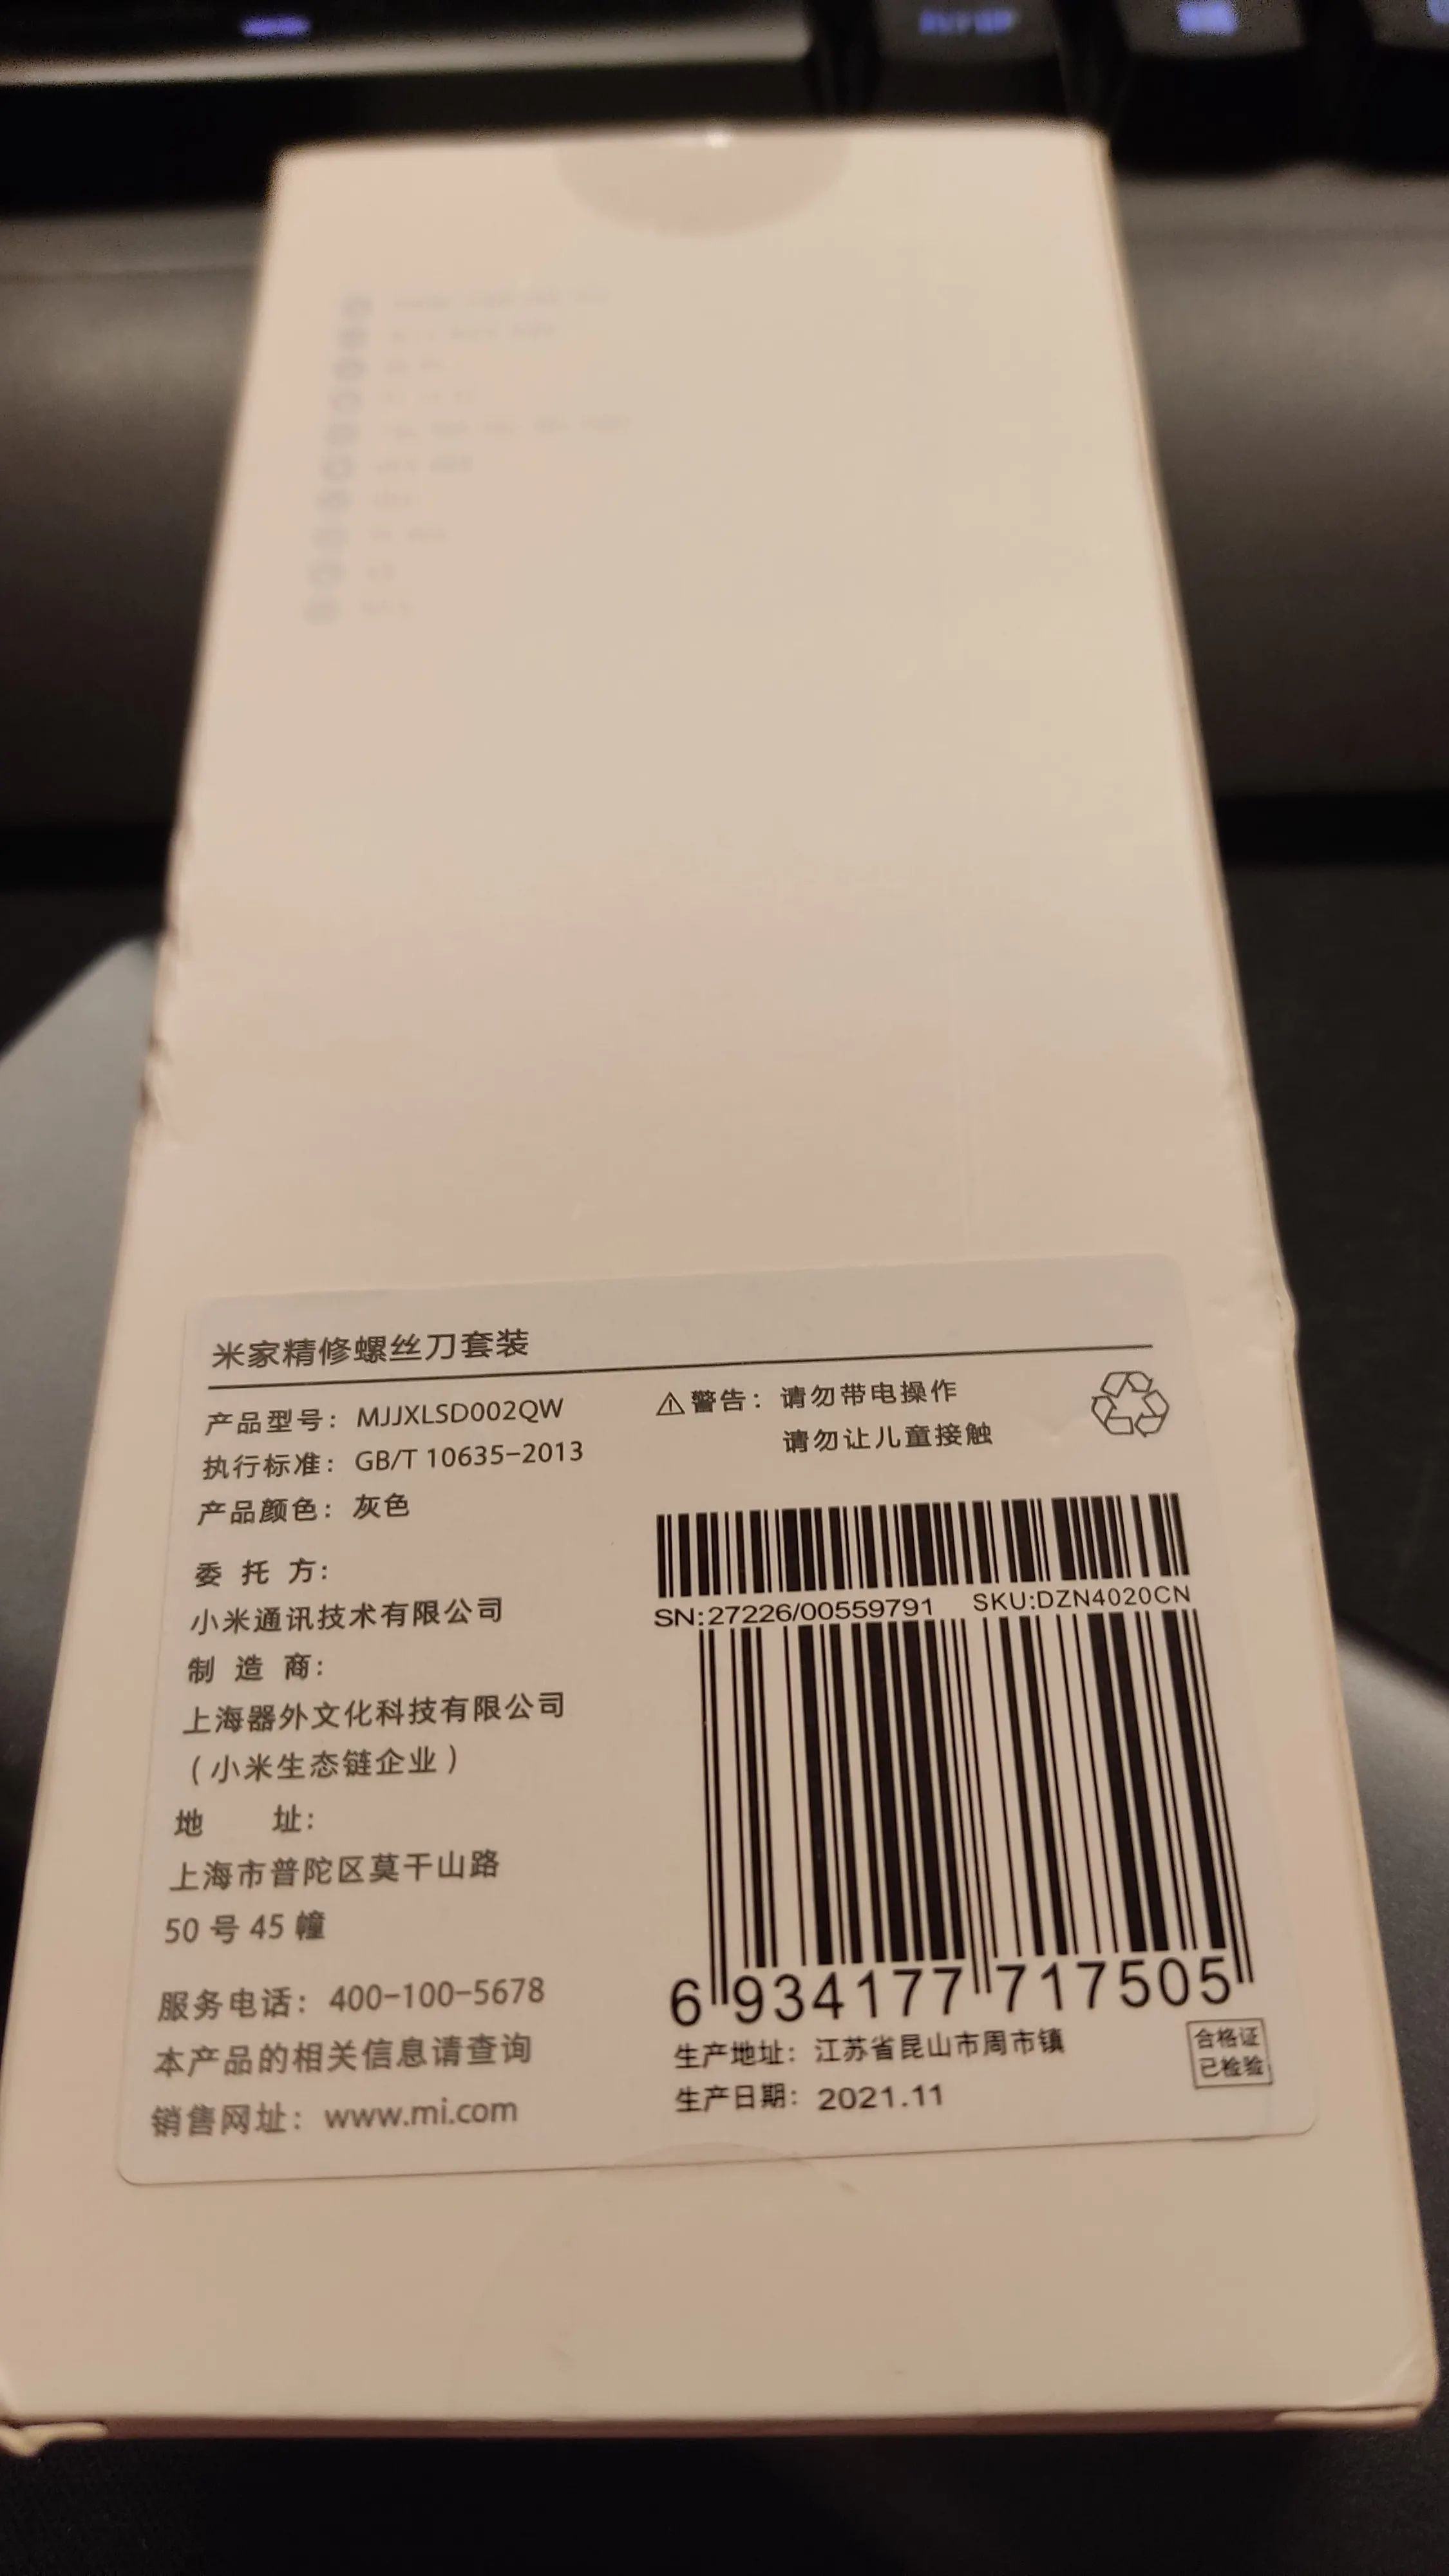 米家精修螺丝刀套装
产品型号：MJJXLSD002QW
执行标准：GB/T 10635-2013
产品颜色：灰色
委 托 方：
小米通讯技术有限公司
制 造 商：
上海器外文化科技有限公司
（小米生态链企业）
地 址：
上海市普陀区莫干山路
50 号 45 幢
服务电话：400-100-5678
本产品的相关信息请查询
销售网址：www.mi.com
⚠警告：请勿带电操作
请勿让儿童接触
SN:27226/00559791 SKU:DZN4020CN
6 934177 717505
生产地址：江苏省昆山市周市镇
生产日期：2021.11
合格证
已检验